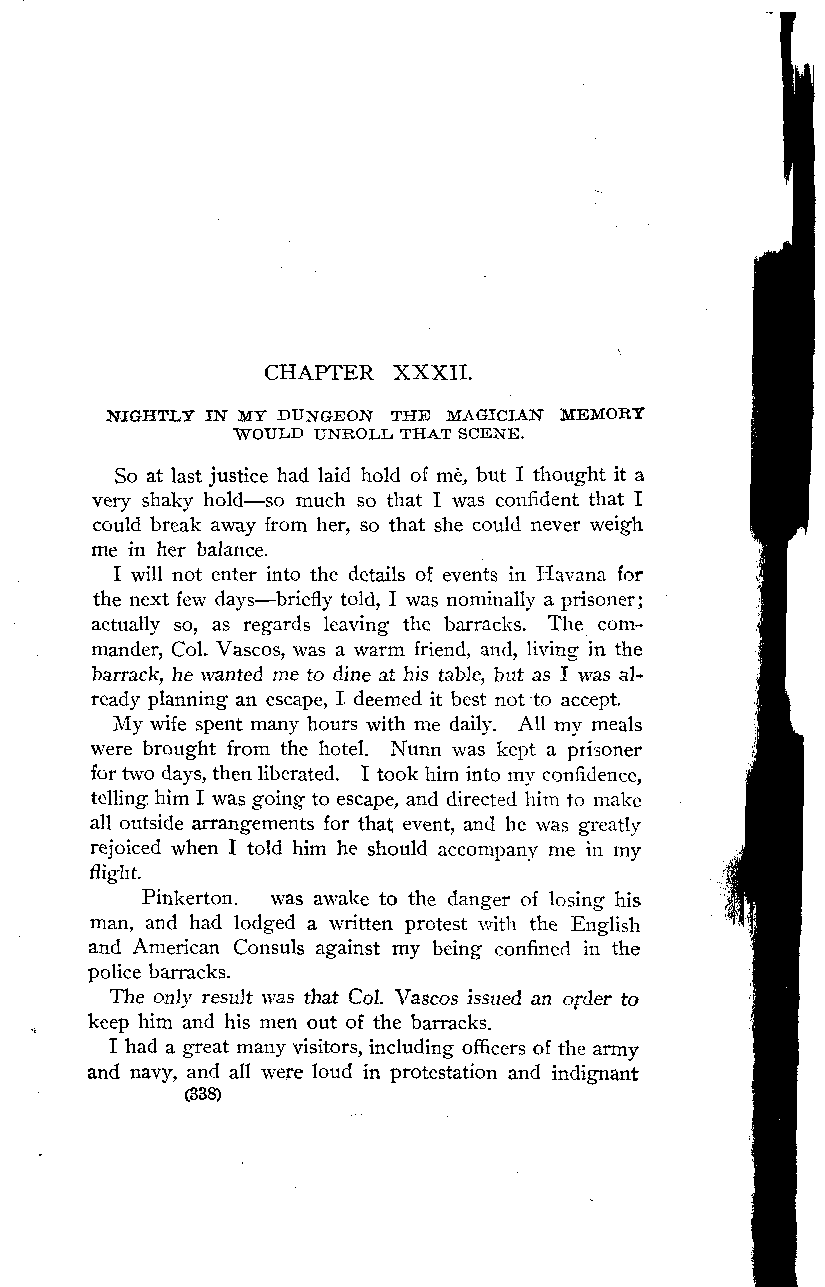 CHAPTER XXXII.
NIGHTLY IN MY DUNGEON THE MAGICIAN MEMORY
WOULD UNROLL THAT SCENE.
So at last justice had laid hold of me, but I thought it a
very shaky hold—so much so that I was confident that I
could break away from her, so that she could never weigh
me in her balance.
I will not enter into the details of events in Havana for
the next few days—briefly told, I was nominally a prisoner;
actually so, as regards leaving the barracks. The com-
mander, Col. Vascos, was a warm friend, and, living in the
barrack, he wanted me to dine at his table, but as I was al-
ready planning an escape, I deemed it best not to accept.
My wife spent many hours with me daily. All my meals
were brought from the hotel. Nunn was kept a prisoner
for two days, then liberated. I took him into my confidence,
telling him I was going to escape, and directed him to make
all outside arrangements for that event, and he was greatly
rejoiced when I told him he should accompany me in my
flight.
Pinkerton. was awake to the danger of losing his
man, and had lodged a written protest with the English
and American Consuls against my being confined in the
police barracks.
The only result was that Col. Vascos issued an order to
keep him and his men out of the barracks.
I had a great many visitors, including officers of the army
and navy, and all were loud in protestation and indignant
(338)